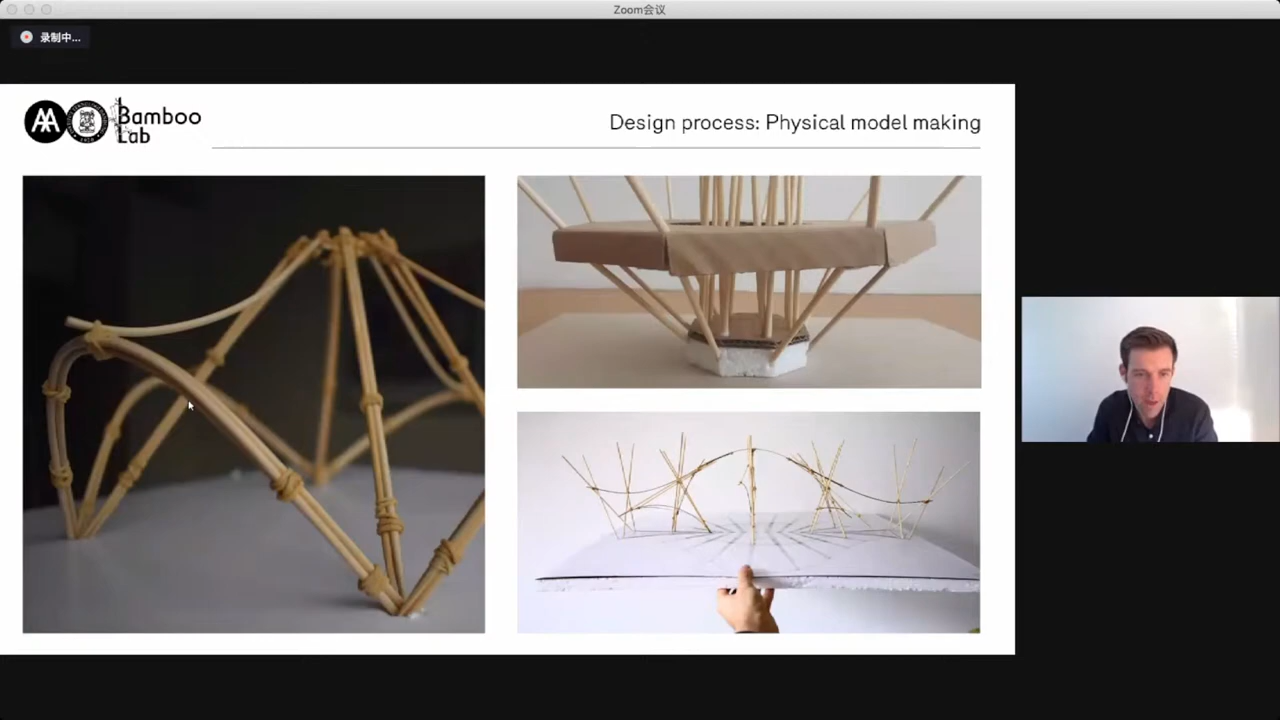 Zoom会议
录制中...
AA
Bamboo
Lab
Design process: Physical model making